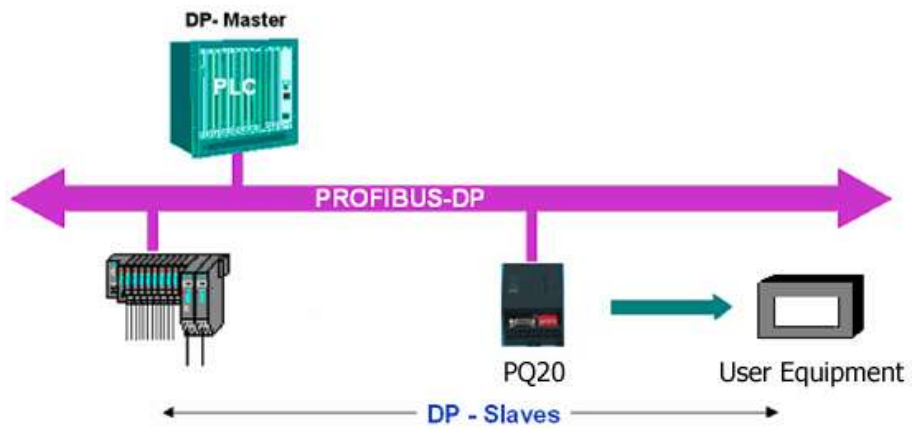 DP- Master
PLC
PROFIBUS-DP
PQ20
User Equipment
DP - Slaves